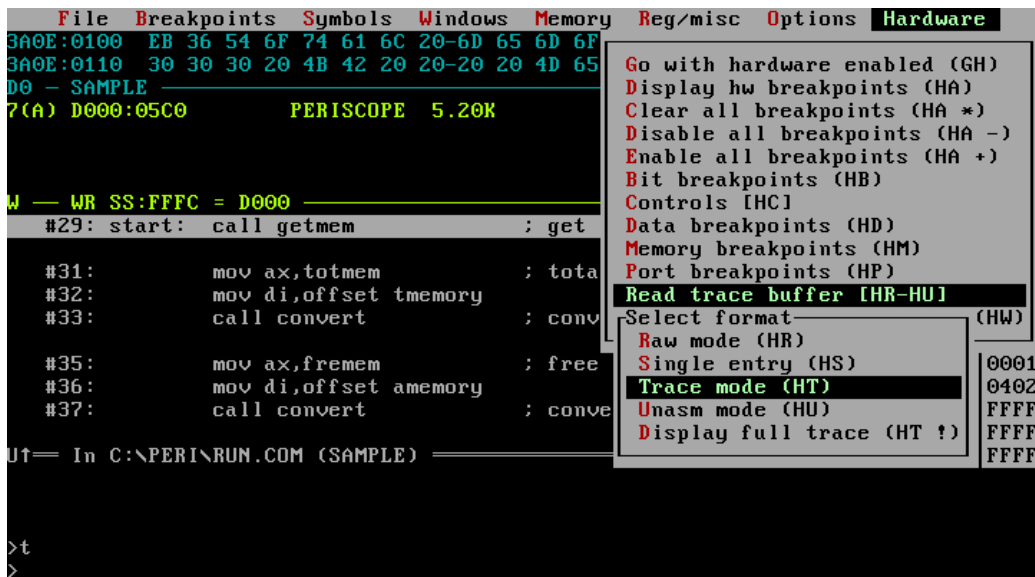 File Breakpoints Symbols Windows Memory Reg/misc Options Hardware
3A0E:0100 EB 36 54 6F 74 61 6C 20-6D 65 6D 6F
3A0E:0110 30 30 30 20 4B 42 20 20-20 20 4D 65
D0 — SAMPLE
7(A) D000:05C0 PERISCOPE 5.20K
W — WR SS:FFFC = D000
#29: start: call getmem ; get
#31: mov ax,totmem ; tota
#32: mov di,offset tmemory
#33: call convert ; conv
#35: mov ax,fremem ; free
#36: mov di,offset amemory
#37: call convert ; conve
U↑══ In C:\PERI\RUN.COM (SAMPLE)
>t
>
Go with hardware enabled (GH)
Display hw breakpoints (HA)
Clear all breakpoints (HA *)
Disable all breakpoints (HA -)
Enable all breakpoints (HA +)
Bit breakpoints (HB)
Controls [HC]
Data breakpoints (HD)
Memory breakpoints (HM)
Port breakpoints (HP)
Read trace buffer [HR-HU]
(HW)
Select format
Raw mode (HR)
Single entry (HS)
Trace mode (HT)
Unasm mode (HU)
Display full trace (HT !)
0001
0402
FFFF
FFFF
FFFF